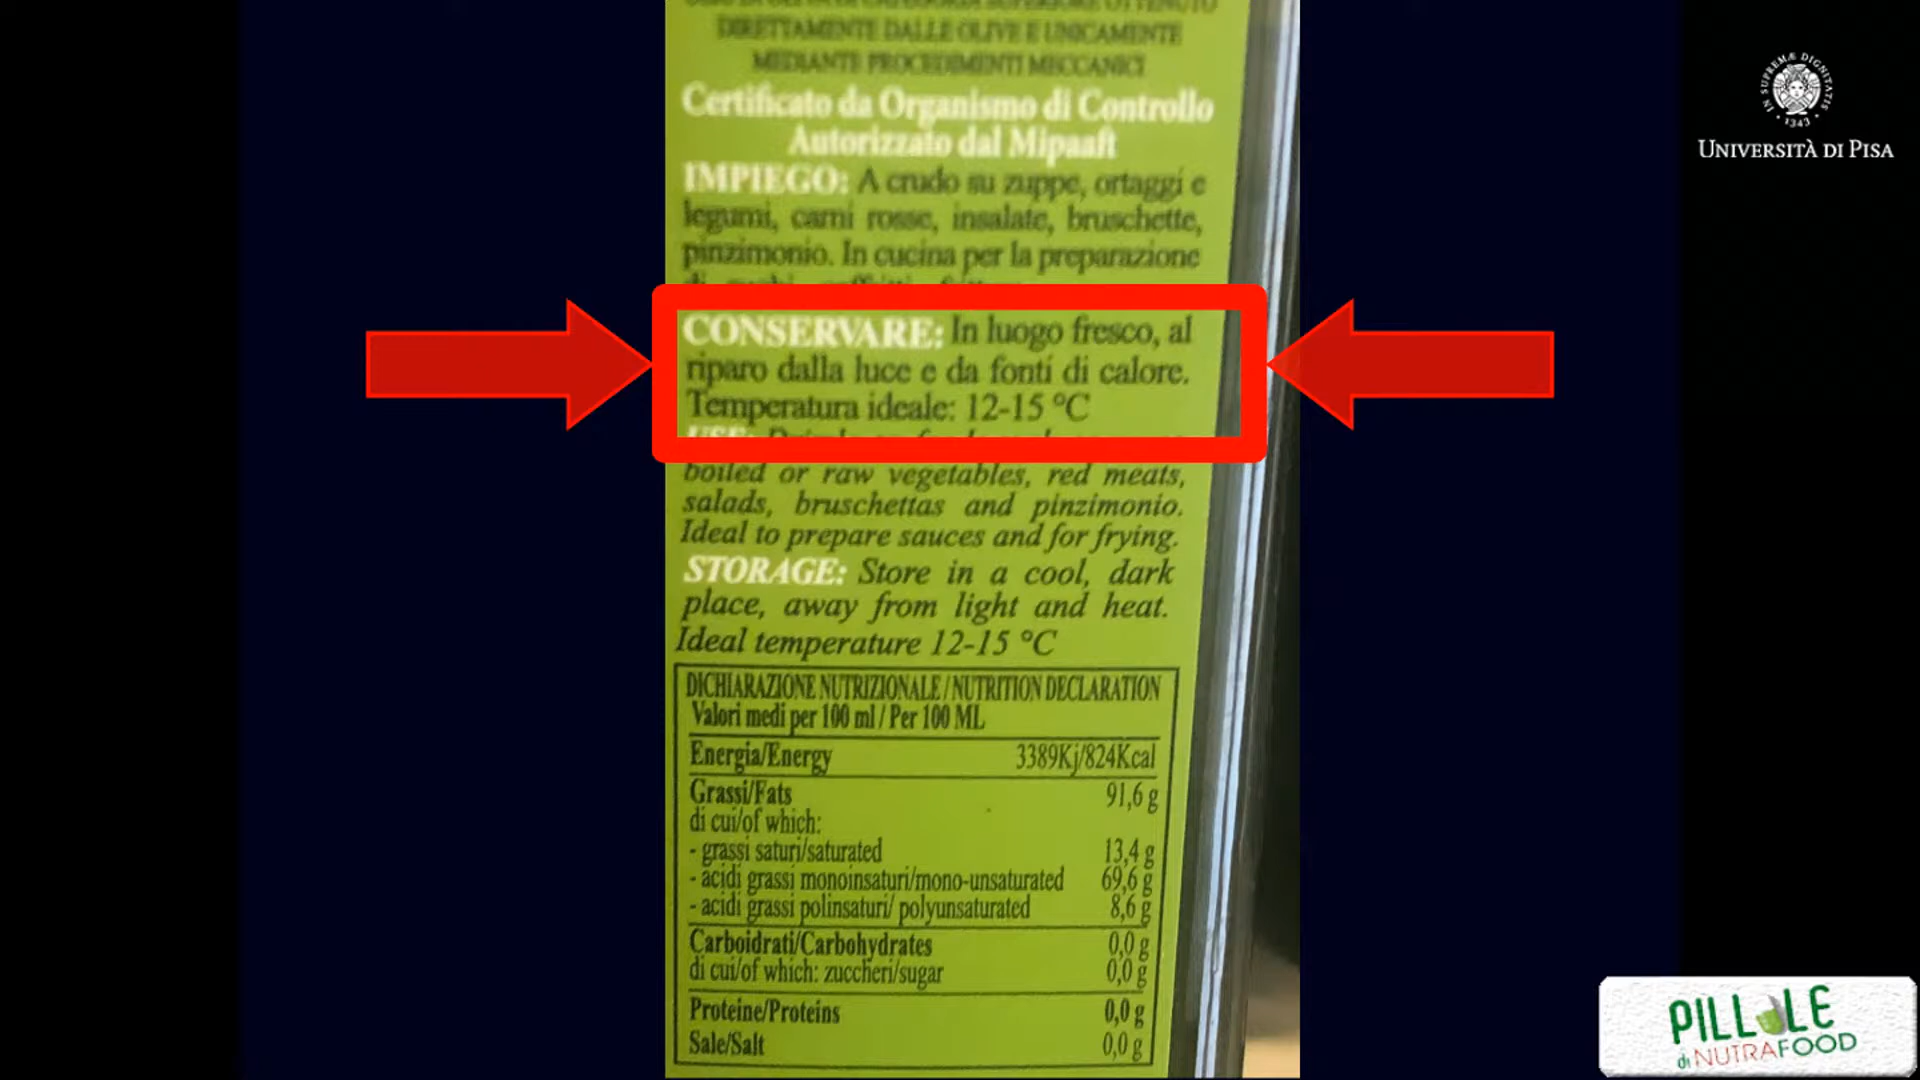 DIRETTAMENTE DALLE OLIVE E UNICAMENTE
MEDIANTE PROCEDIMENTI MECCANICI
Certificato da Organismo di Controllo
Autorizzato dal Mipaaft
IMPIEGO: A crudo su zuppe, ortaggi e
legumi, carni rosse, insalate, bruschette,
pinzimonio. In cucina per la preparazione
CONSERVARE: In luogo fresco, al
riparo dalla luce e da fonti di calore.
Temperatura ideale: 12-15 °C
boiled or raw vegetables, red meats,
salads, bruschettas and pinzimonio.
Ideal to prepare sauces and for frying.
STORAGE: Store in a cool, dark
place, away from light and heat.
Ideal temperature 12-15 °C
DICHIARAZIONE NUTRIZIONALE / NUTRITION DECLARATION
Valori medi per 100 ml / Per 100 ML
Energia/Energy 3389Kj/824Kcal
Grassi/Fats 91,6 g
di cui/of which:
- grassi saturi/saturated 13,4 g
- acidi grassi monoinsaturi/mono-unsaturated 69,6 g
- acidi grassi polinsaturi/ polyunsaturated 8,6 g
Carboidrati/Carbohydrates 0,0 g
di cui/of which: zuccheri/sugar 0,0 g
Proteine/Proteins 0,0 g
Sale/Salt 0,0 g
IN SUPREMÆ DIGNITATIS
1343
UNIVERSITÀ DI PISA
PILLOLE
di NUTRAFOOD